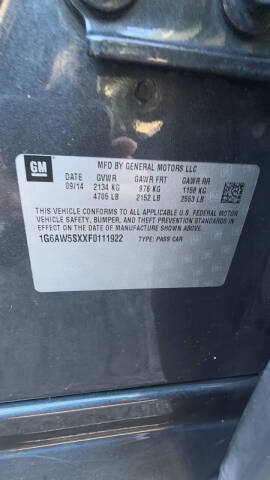 GM
MFD BY GENERAL MOTORS LLC
DATE GVWR GAWR FRT GAWR RR
09/14 2134 KG 976 KG 1158 KG
4705 LB 2152 LB 2553 LB
THIS VEHICLE CONFORMS TO ALL APPLICABLE U.S. FEDERAL MOTOR
VEHICLE SAFETY, BUMPER, AND THEFT PREVENTION STANDARDS IN
EFFECT ON THE DATE OF MANUFACTURE SHOWN ABOVE.
1G6AW5SXXF0111922 TYPE: PASS CAR